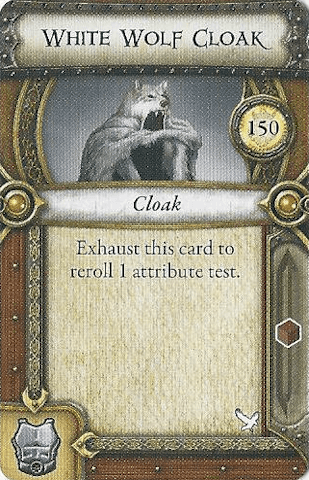 WHITE WOLF CLOAK
150
Cloak
Exhaust this card to
reroll 1 attribute test.